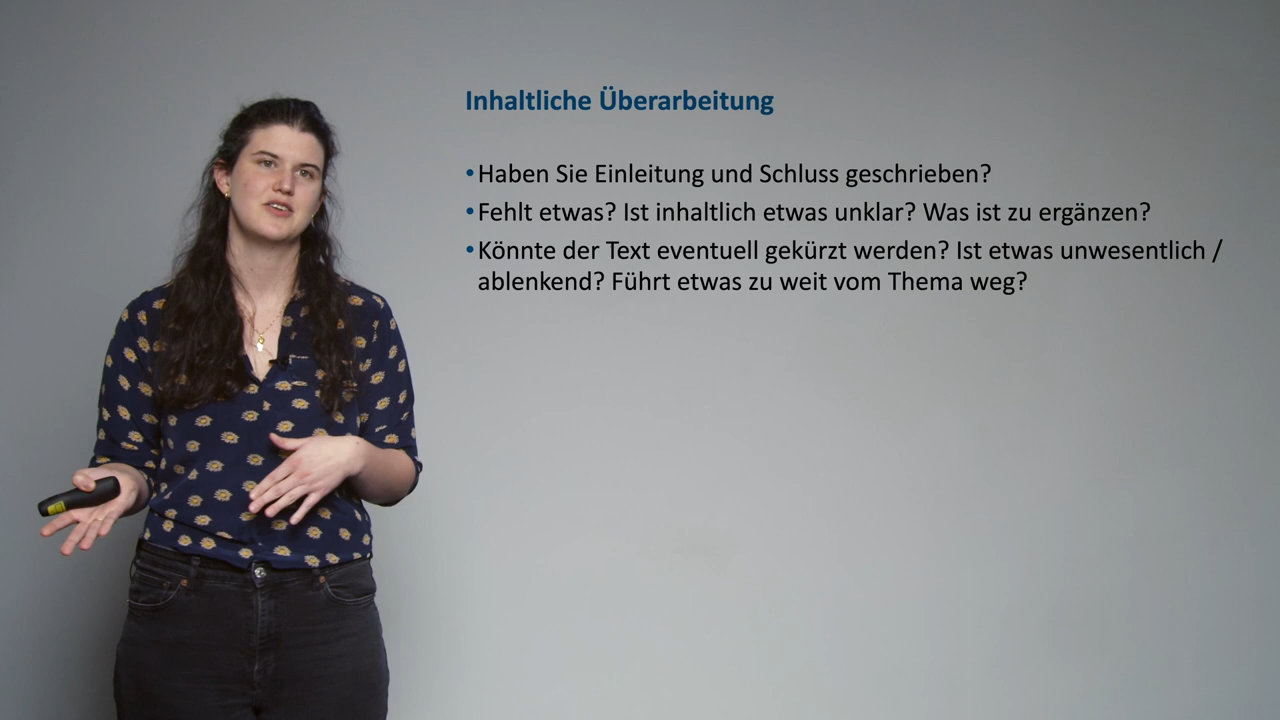 Inhaltliche Überarbeitung
•Haben Sie Einleitung und Schluss geschrieben?
•Fehlt etwas? Ist inhaltlich etwas unklar? Was ist zu ergänzen?
•Könnte der Text eventuell gekürzt werden? Ist etwas unwesentlich /
ablenkend? Führt etwas zu weit vom Thema weg?